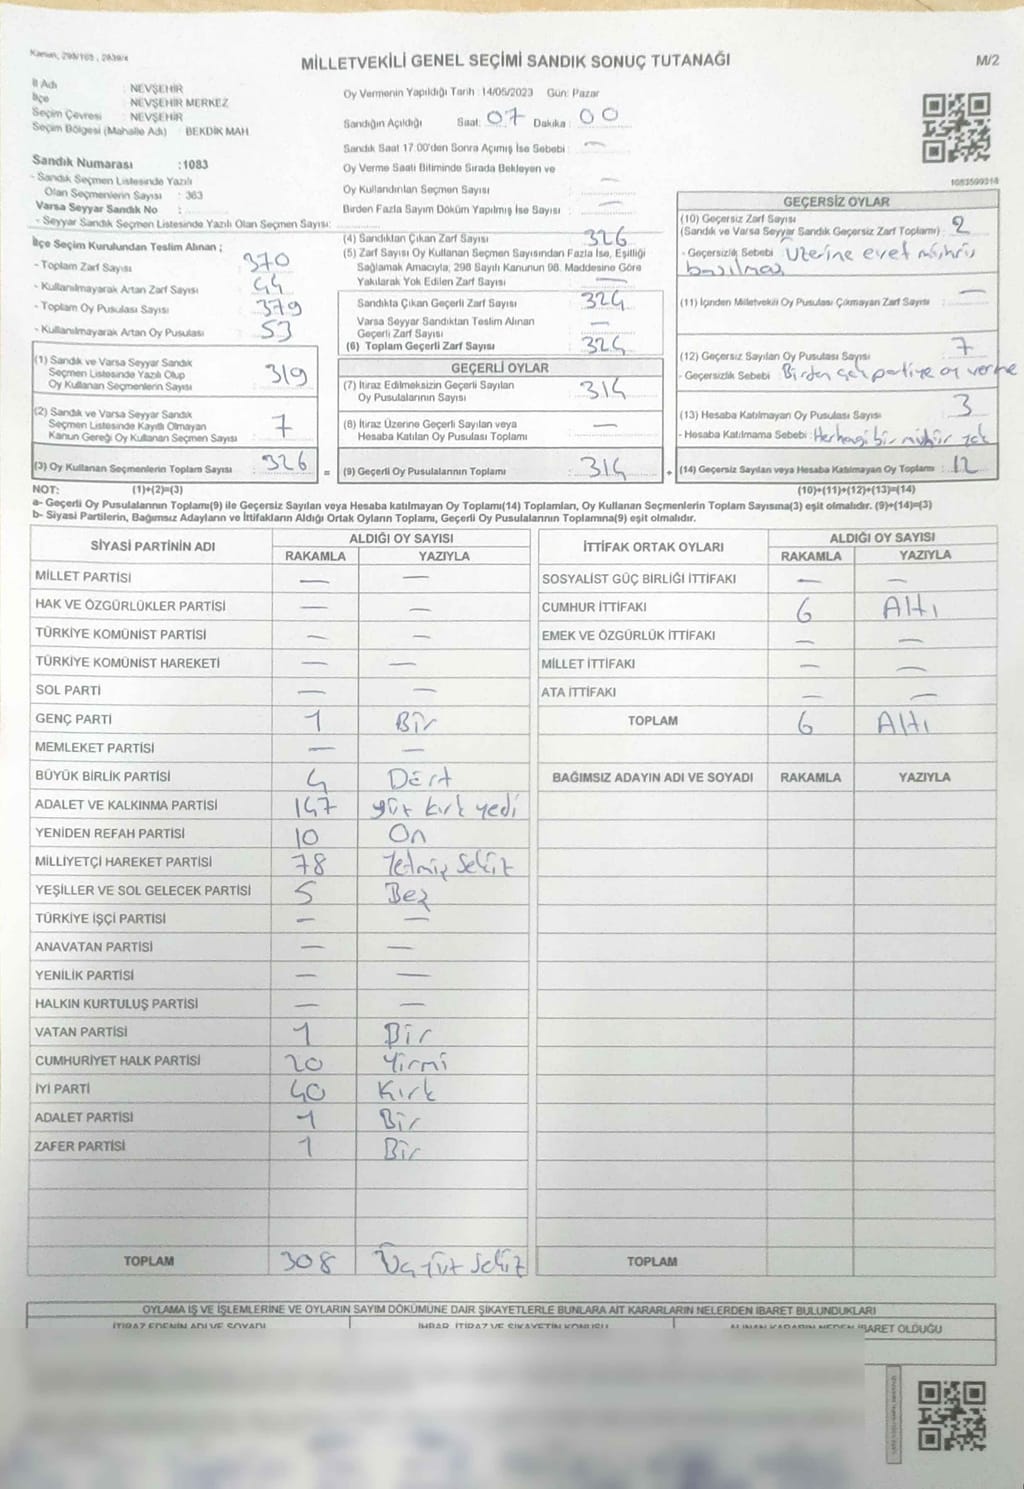 Kanun, 298/105 , 2839/4
MİLLETVEKİLİ GENEL SEÇİMİ SANDIK SONUÇ TUTANAĞI
M/2
İl Adı : NEVŞEHİR
İlçe : NEVŞEHİR MERKEZ
Seçim Çevresi : NEVŞEHİR
Seçim Bölgesi (Mahalle Adı) : BEKDİK MAH.
Sandık Numarası :1083
- Sandık Seçmen Listesinde Yazılı
Olan Seçmenlerin Sayısı : 363
Varsa Seyyar Sandık No :
- Seyyar Sandık Seçmen Listesinde Yazılı Olan Seçmen Sayısı:
Oy Vermenin Yapıldığı Tarih :14/05/2023 Gün: Pazar
Sandığın Açıldığı Saat: 07 Dakika : 00
Sandık Saat 17:00'den Sonra Açımış İse Sebebi : —
Oy Verme Saati Bitiminde Sırada Bekleyen ve
Oy Kullandırılan Seçmen Sayısı : —
Birden Fazla Sayım Döküm Yapılmış İse Sayısı : —
1083599314
İlçe Seçim Kurulundan Teslim Alınan ;
- Toplam Zarf Sayısı : 370
- Kullanılmayarak Artan Zarf Sayısı : 44
- Toplam Oy Pusulası Sayısı : 379
- Kullanılmayarak Artan Oy Pusulası : 53
(1) Sandık ve Varsa Seyyar Sandık
Seçmen Listesinde Yazılı Olup
Oy Kullanan Seçmenlerin Sayısı : 319
(2) Sandık ve Varsa Seyyar Sandık
Seçmen Listesinde Kayıtlı Olmayan
Kanun Gereği Oy Kullanan Seçmen Sayısı : 7
(3) Oy Kullanan Seçmenlerin Toplam Sayısı : 326 =
(4) Sandıktan Çıkan Zarf Sayısı : 326
(5) Zarf Sayısı Oy Kullanan Seçmen Sayısından Fazla İse, Eşitliği
Sağlamak Amacıyla, 298 Sayılı Kanunun 98. Maddesine Göre
Yakılarak Yok Edilen Zarf Sayısı : —
Sandıkta Çıkan Geçerli Zarf Sayısı : 324
Varsa Seyyar Sandıktan Teslim Alınan
Geçerli Zarf Sayısı : —
(6) Toplam Geçerli Zarf Sayısı : 324
GEÇERLİ OYLAR
(7) İtiraz Edilmeksizin Geçerli Sayılan
Oy Pusulalarının Sayısı : 314
(8) İtiraz Üzerine Geçerli Sayılan veya
Hesaba Katılan Oy Pusulası Toplamı : —
(9) Geçerli Oy Pusulalarının Toplamı : 314 +
GEÇERSİZ OYLAR
(10) Geçersiz Zarf Sayısı
(Sandık ve Varsa Seyyar Sandık Geçersiz Zarf Toplamı) : 2
- Geçersizlik Sebebi : Üzerine evet mührü
basılması
(11) İçinden Milletvekili Oy Pusulası Çıkmayan Zarf Sayısı : —
(12) Geçersiz Sayılan Oy Pusulası Sayısı : 7
- Geçersizlik Sebebi : Birden çok partiye oy verme
(13) Hesaba Katılmayan Oy Pusulası Sayısı : 3
- Hesaba Katılmama Sebebi : Herhangi bir mühür yok
(14) Geçersiz Sayılan veya Hesaba Katılmayan Oy Toplamı : 12
NOT: (1)+(2)=(3) (10)+(11)+(12)+(13)=(14)
a- Geçerli Oy Pusulalarının Toplamı(9) ile Geçersiz Sayılan veya Hesaba katılmayan Oy Toplamı(14) Toplamları, Oy Kullanan Seçmenlerin Toplam Sayısına(3) eşit olmalıdır. (9)+(14)=(3)
b- Siyasi Partilerin, Bağımsız Adayların ve İttifakların Aldığı Ortak Oyların Toplamı, Geçerli Oy Pusulalarının Toplamına(9) eşit olmalıdır.
SİYASİ PARTİNİN ADI ALDIĞI OY SAYISI
RAKAMLA YAZIYLA
MİLLET PARTİSİ — —
HAK VE ÖZGÜRLÜKLER PARTİSİ — —
TÜRKİYE KOMÜNİST PARTİSİ — —
TÜRKİYE KOMÜNİST HAREKETİ — —
SOL PARTİ — —
GENÇ PARTİ 1 Bir
MEMLEKET PARTİSİ — —
BÜYÜK BİRLİK PARTİSİ 4 Dört
ADALET VE KALKINMA PARTİSİ 147 yüz kırk yedi
YENİDEN REFAH PARTİSİ 10 On
MİLLİYETÇİ HAREKET PARTİSİ 78 Yetmiş Sekiz
YEŞİLLER VE SOL GELECEK PARTİSİ 5 Beş
TÜRKİYE İŞÇİ PARTİSİ — —
ANAVATAN PARTİSİ — —
YENİLİK PARTİSİ — —
HALKIN KURTULUŞ PARTİSİ — —
VATAN PARTİSİ 1 Bir
CUMHURİYET HALK PARTİSİ 20 Yirmi
İYİ PARTİ 40 Kırk
ADALET PARTİSİ 1 Bir
ZAFER PARTİSİ 1 Bir
TOPLAM 308 Üç yüz Sekiz
İTTİFAK ORTAK OYLARI ALDIĞI OY SAYISI
RAKAMLA YAZIYLA
SOSYALİST GÜÇ BİRLİĞİ İTTİFAKI — —
CUMHUR İTTİFAKI 6 Altı
EMEK VE ÖZGÜRLÜK İTTİFAKI — —
MİLLET İTTİFAKI — —
ATA İTTİFAKI — —
TOPLAM 6 Altı
BAĞIMSIZ ADAYIN ADI VE SOYADI RAKAMLA YAZIYLA
TOPLAM
OYLAMA İŞ VE İŞLEMLERİNE VE OYLARIN SAYIM DÖKÜMÜNE DAİR ŞİKAYETLERLE BUNLARA AİT KARARLARIN NELERDEN İBARET BULUNDUKLARI
İTİRAZ EDENİN ADI VE SOYADI İHBAR, İTİRAZ VE ŞİKAYETİN KONUSU ALINAN KARARIN NEDEN İBARET OLDUĞU